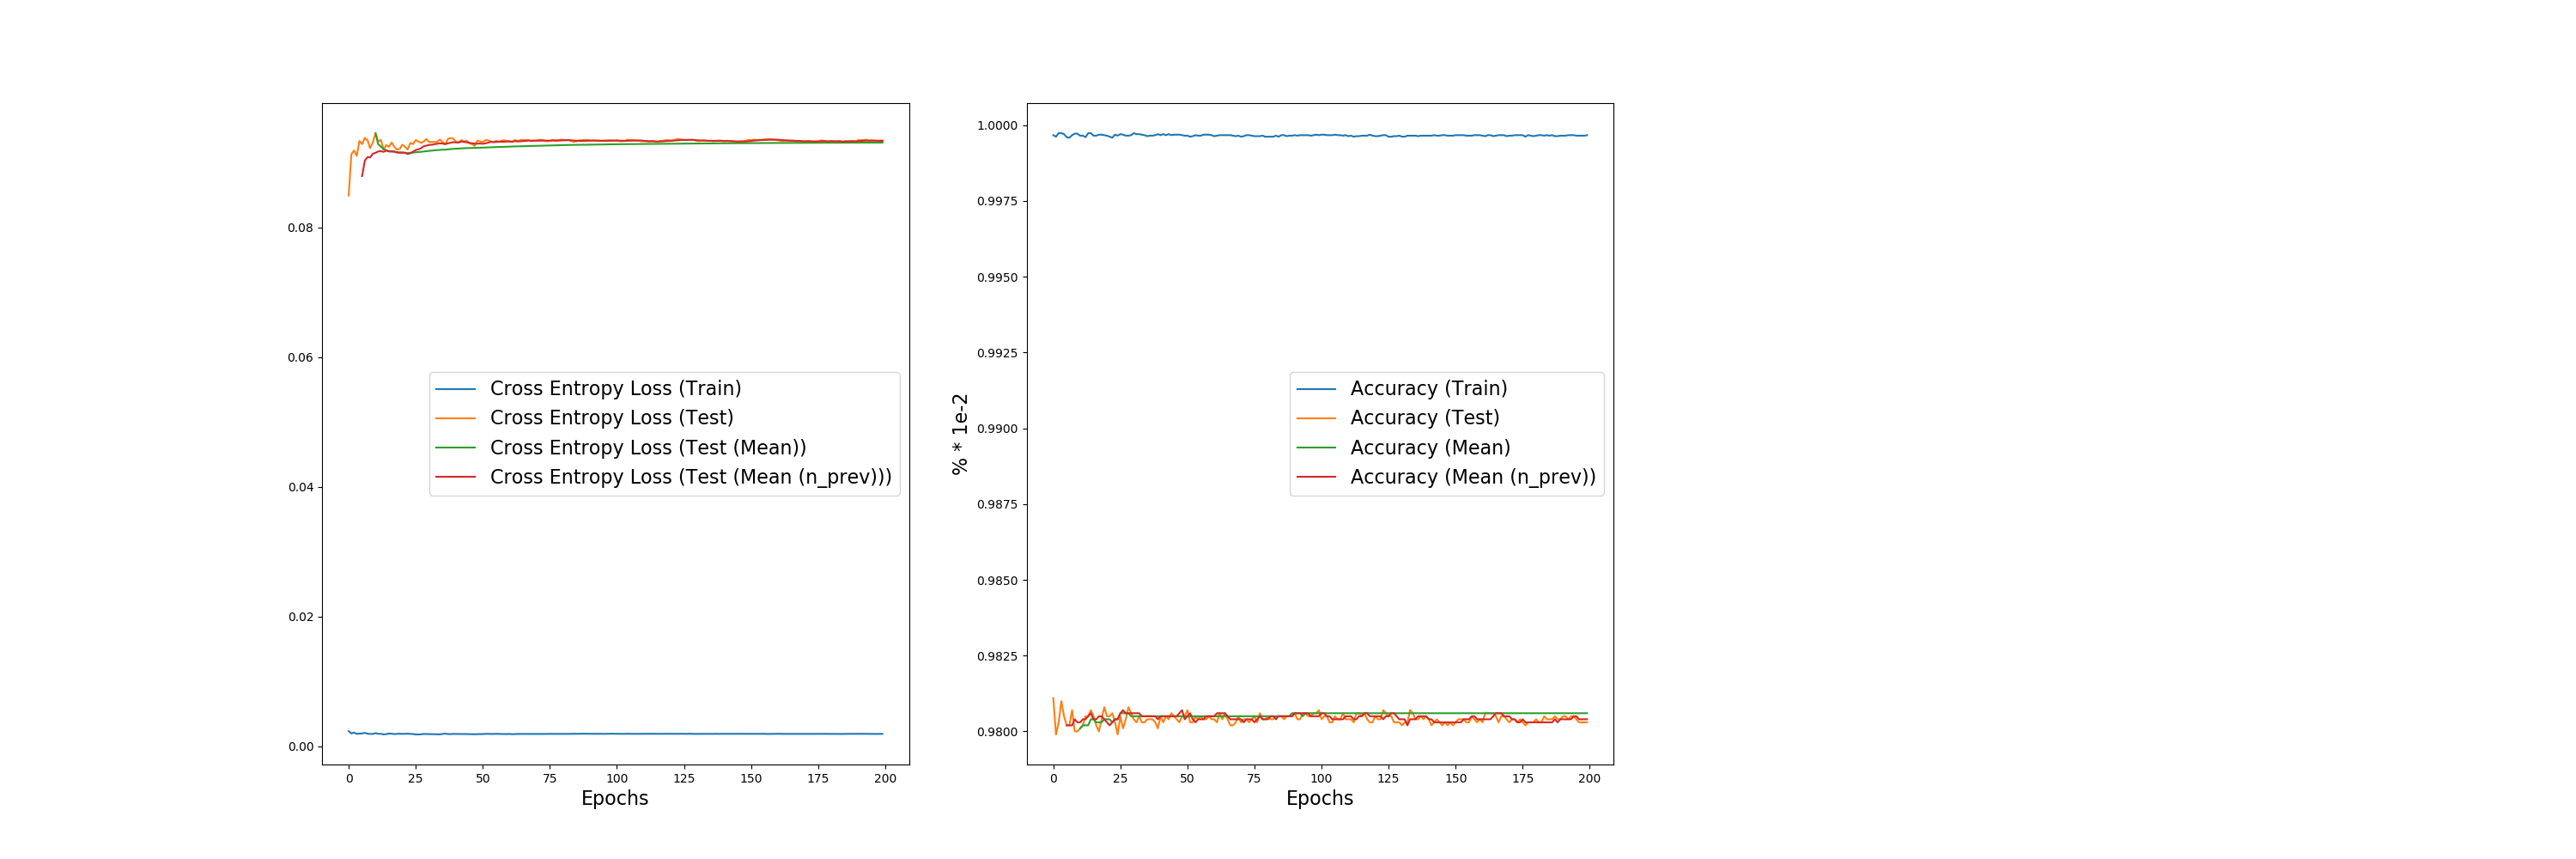 0.08
0.06
0.04
0.02
0.00
0 25 50 75 100 125 150 175 200
Epochs
Cross Entropy Loss (Train)
Cross Entropy Loss (Test)
Cross Entropy Loss (Test (Mean))
Cross Entropy Loss (Test (Mean (n_prev)))
% * 1e-2
1.0000
0.9975
0.9950
0.9925
0.9900
0.9875
0.9850
0.9825
0.9800
0 25 50 75 100 125 150 175 200
Epochs
Accuracy (Train)
Accuracy (Test)
Accuracy (Mean)
Accuracy (Mean (n_prev))